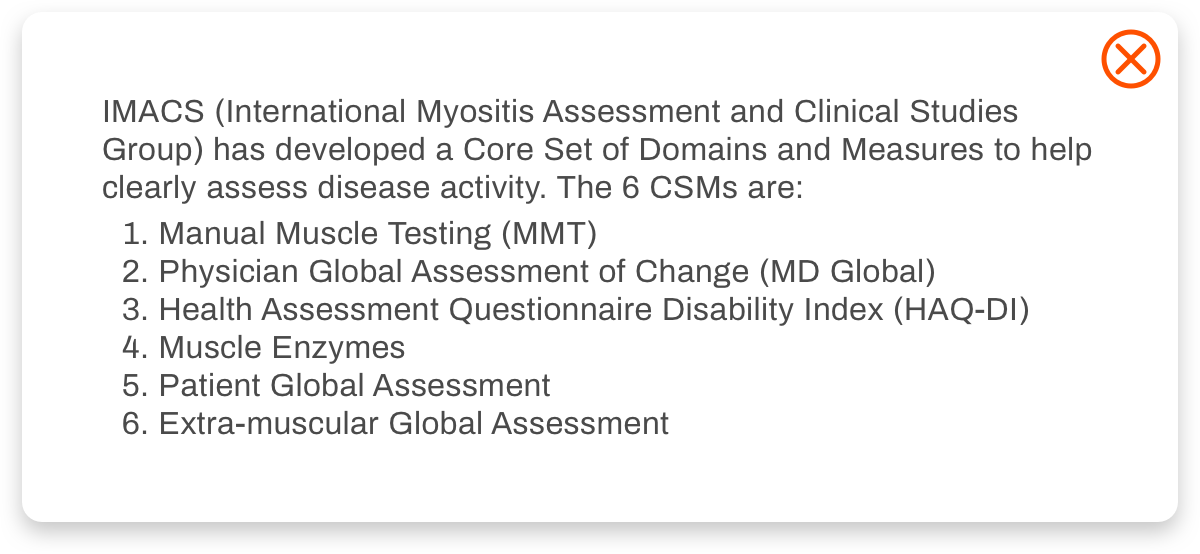 IMACS (International Myositis Assessment and Clinical Studies
Group) has developed a Core Set of Domains and Measures to help
clearly assess disease activity. The 6 CSMs are:
1. Manual Muscle Testing (MMT)
2. Physician Global Assessment of Change (MD Global)
3. Health Assessment Questionnaire Disability Index (HAQ-DI)
4. Muscle Enzymes
5. Patient Global Assessment
6. Extra-muscular Global Assessment